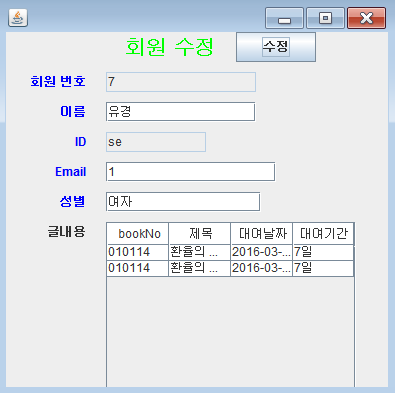 회원 수정 수정
회원 번호 7
이름 유경
ID se
Email 1
성별 여자
글내용
bookNo 제목 대여날짜 대여기간
010114 환율의 ... 2016-03-... 7일
010114 환율의 ... 2016-03-... 7일